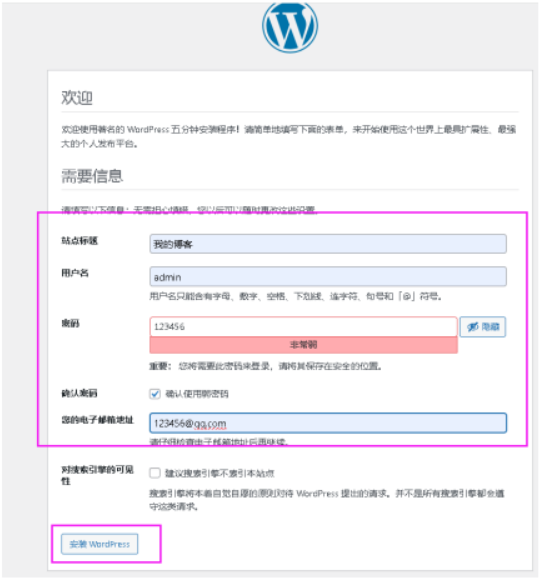 欢迎
欢迎使用著名的 WordPress 五分钟安装程序！请简单地填写下面的表单，来开始使用这个世界上最具扩展性、最强
大的个人发布平台。
需要信息
请填写以下信息；无需担心填错，您以后可以随时更改这些设置。
站点标题
我的博客
用户名
admin
用户名只能含有字母、数字、空格、下划线、连字符、句号和「@」符号。
密码
123456
隐藏
非常弱
重要： 您将需要此密码来登录，请将其保存在安全的位置。
确认密码
确认使用弱密码
您的电子邮箱地址
123456@qq.com
请仔细检查电子邮箱地址后再继续。
对搜索引擎的可见
性
建议搜索引擎不索引本站点
搜索引擎将本着自觉自愿的原则对待 WordPress 提出的请求。并不是所有搜索引擎都会遵
守这类请求。
安装 WordPress